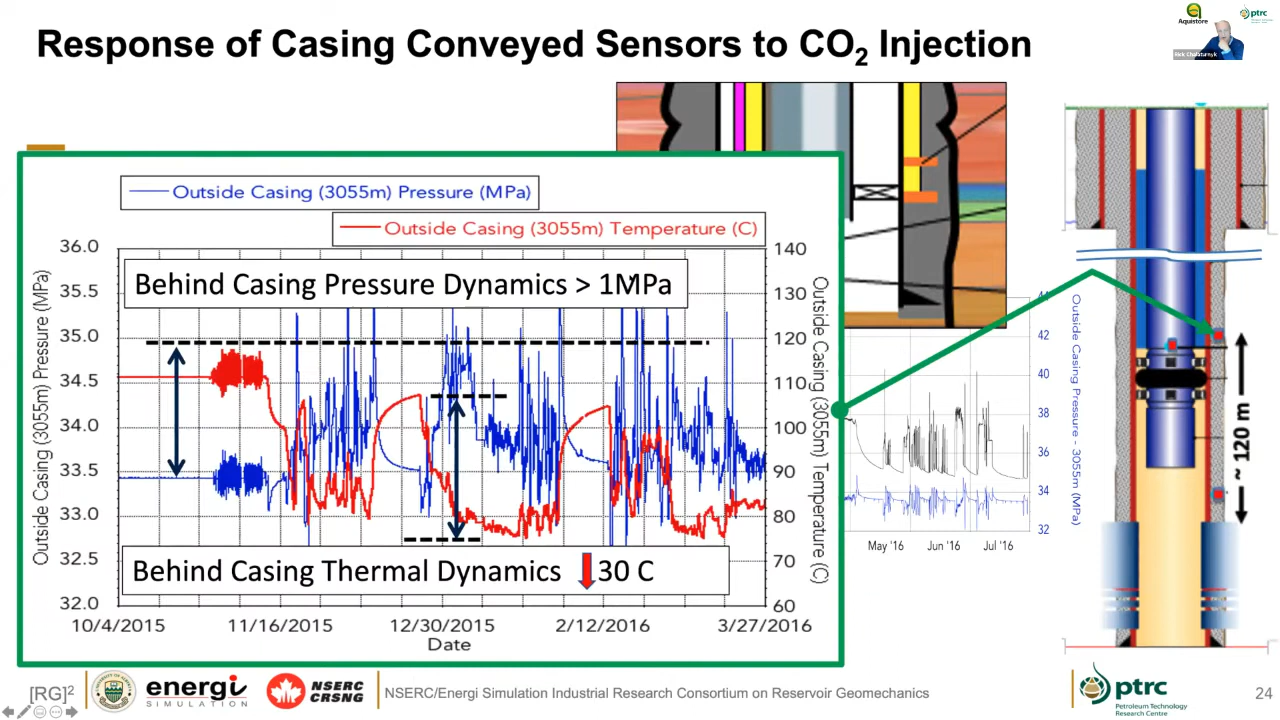 Response of Casing Conveyed Sensors to CO₂ Injection
Aquistore
ptrc
Rick Chalaturnyk
Outside Casing (3055m) Pressure (MPa)
Outside Casing (3055m) Temperature (C)
Behind Casing Pressure Dynamics > 1MPa
Behind Casing Thermal Dynamics 30 C
Outside Casing (3055m) Pressure (MPa)
36.0
35.5
35.0
34.5
34.0
33.5
33.0
32.5
32.0
140
130
120
110
100
90
80
70
60
Outside Casing (3055m) Temperature (C)
10/4/2015
11/16/2015
12/30/2015
2/12/2016
3/27/2016
Date
44
42
40
38
36
34
32
Outside Casing Pressure - 3055m (MPa)
May '16
Jun '16
Jul '16
~ 120 m
[RG]²
energi
SIMULATION
NSERC
CRSNG
NSERC/Energi Simulation Industrial Research Consortium on Reservoir Geomechanics
ptrc
Petroleum Technology
Research Centre
24